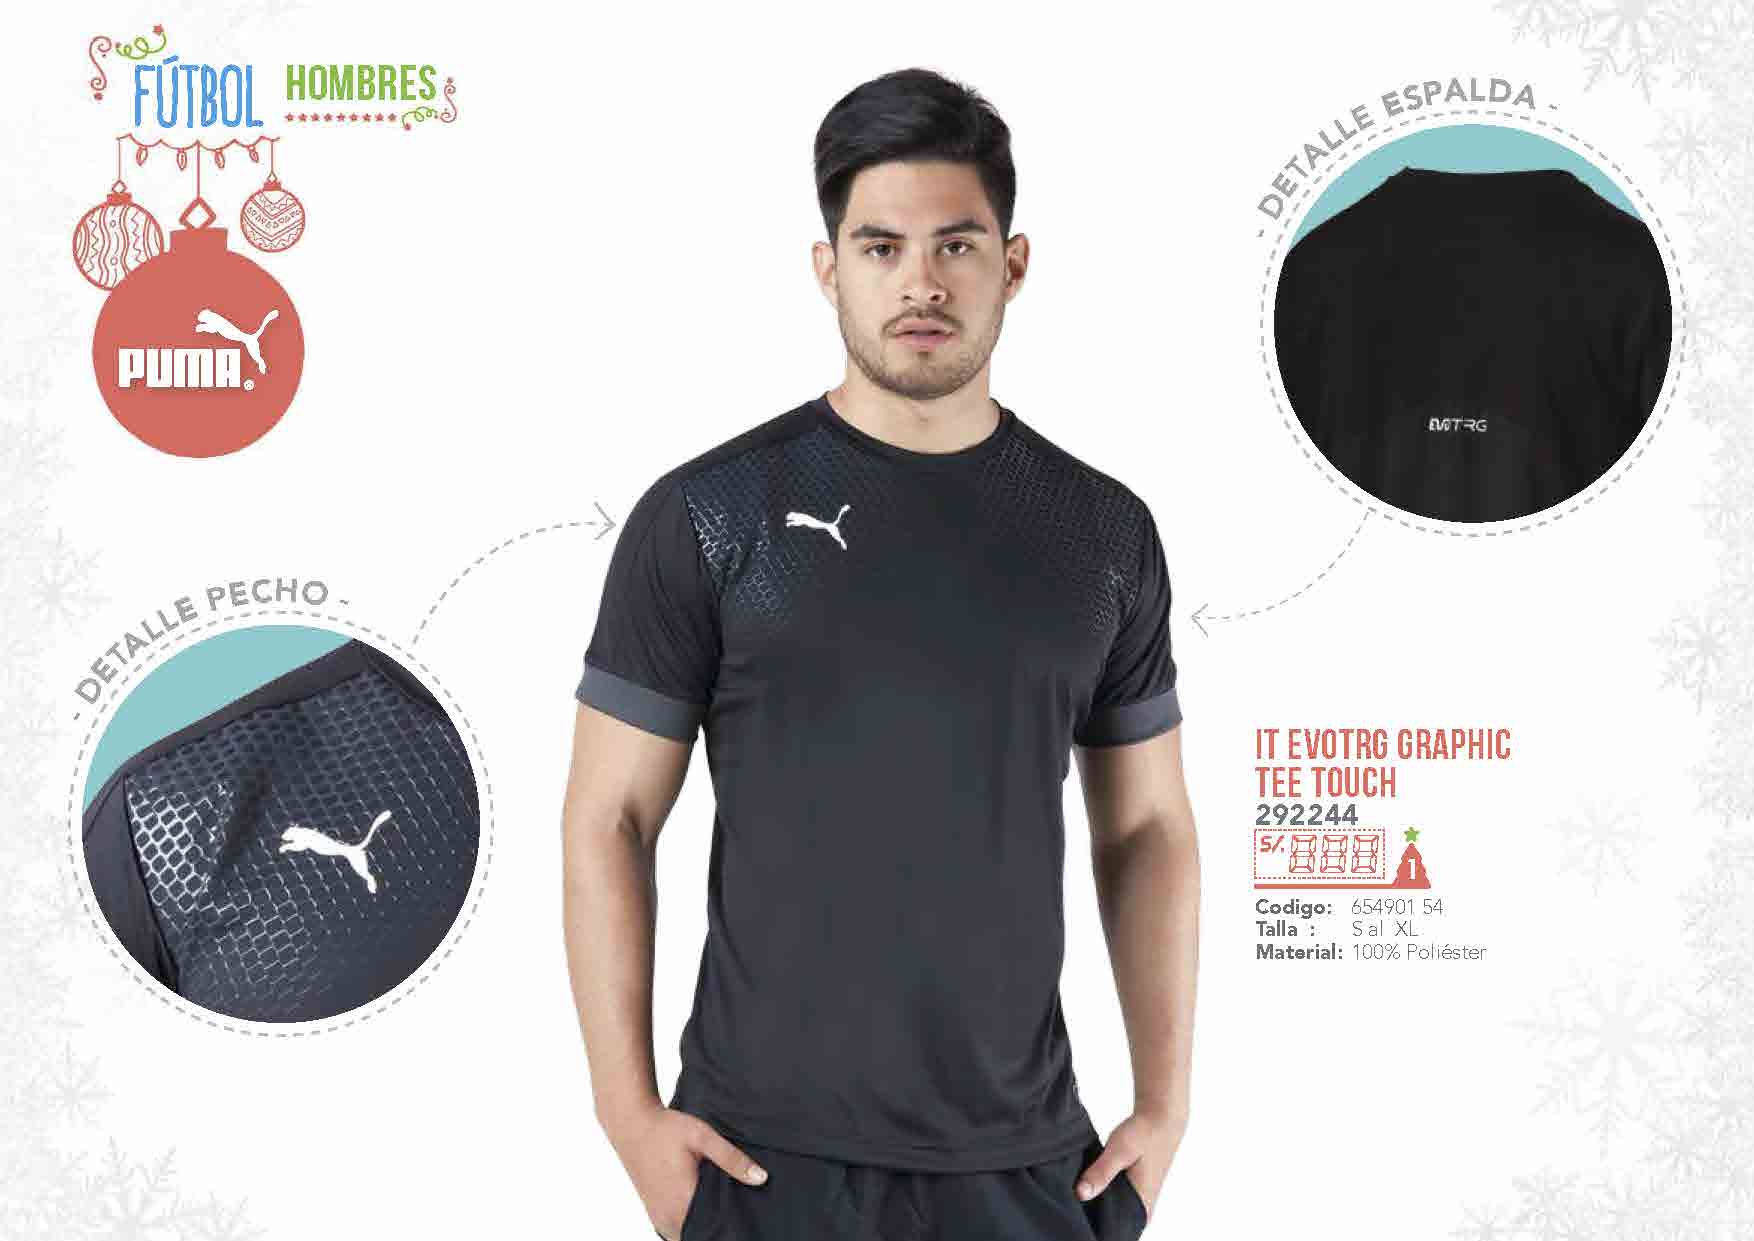 FÚTBOL HOMBRES
PUMA®
- DETALLE ESPALDA -
EVOTRG
- DETALLE PECHO -
IT EVOTRG GRAPHIC
TEE TOUCH
292244
S/. 888
1
Codigo: 654901 54
Talla : S al XL
Material: 100% Poliéster